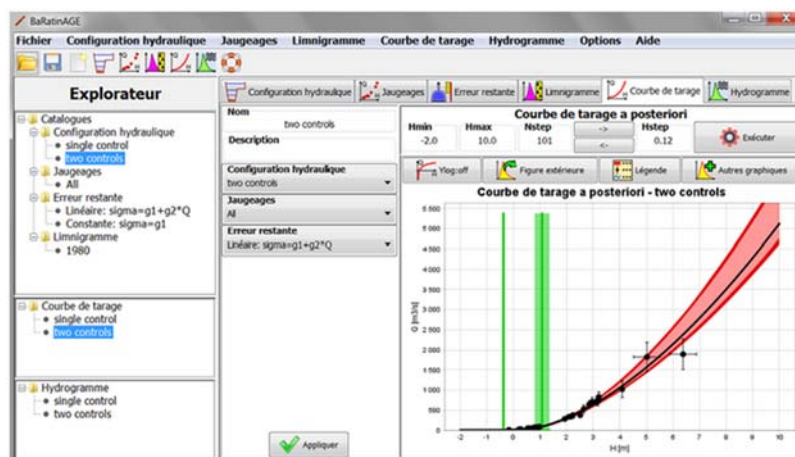 BaRatinAGE
Fichier Configuration hydraulique Jaugeages Limnigramme Courbe de tarage Hydrogramme Options Aide
Explorateur
Catalogues
Configuration hydraulique
single control
two controls
Jaugeages
All
Erreur restante
Linéaire: sigma=g1+g2*Q
Constante: sigma=g1
Limnigramme
1980
Courbe de tarage
single control
two controls
Hydrogramme
single control
two controls
Configuration hydraulique Jaugeages Erreur restante Limnigramme Courbe de tarage Hydrogramme
Nom
two controls
Description
Configuration hydraulique
two controls
Jaugeages
All
Erreur restante
Linéaire: sigma=g1+g2*Q
Appliquer
Courbe de tarage a posteriori
Hmin Hmax Nstep -> Hstep
-2.0 10.0 101 <- 0.12
Exécuter
Ylog:off Figure extérieure Légende Autres graphiques
Courbe de tarage a posteriori - two controls
5 500
5 000
4 500
4 000
3 500
3 000
2 500
2 000
1 500
1 000
500
0
Q [m3/s]
-2 -1 0 1 2 3 4 5 6 7 8 9 10
H [m]